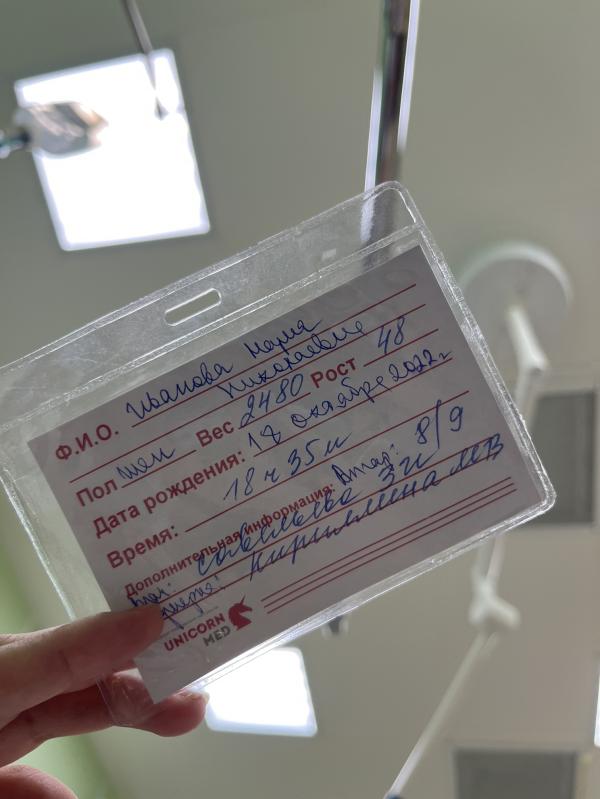 Ф.И.О. Иванова Мария
Николаевна
Пол жен Вес 2480 Рост 48
Дата рождения: 18 октября 2022г
Время: 18 ч 35 м
Дополнительная информация: Апгар: 8/9
Савельева
Кириллина МВ
UNICORN
MED